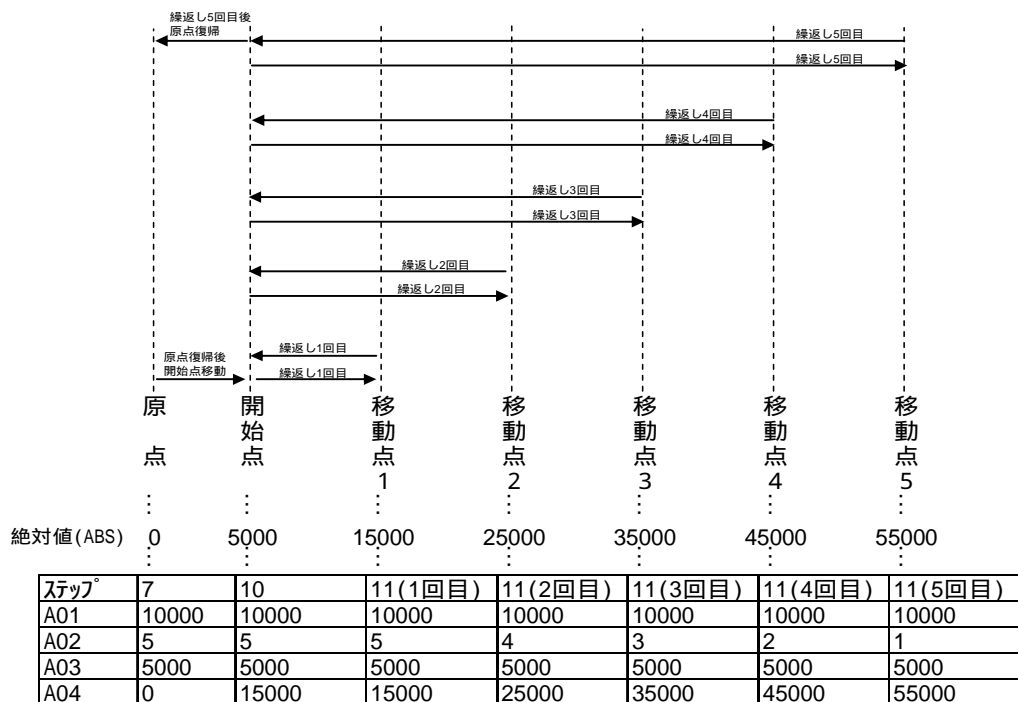 繰返し5回目後
原点復帰
繰返し5回目
繰返し5回目
繰返し4回目
繰返し4回目
繰返し3回目
繰返し3回目
繰返し2回目
繰返し2回目
原点復帰後
開始点移動
繰返し1回目
繰返し1回目
原点
開始点
移動点1
移動点2
移動点3
移動点4
移動点5
絶対値(ABS) 0 5000 15000 25000 35000 45000 55000
ｽﾃｯﾌﾟ 7 10 11(1回目) 11(2回目) 11(3回目) 11(4回目) 11(5回目)
A01 10000 10000 10000 10000 10000 10000 10000
A02 5 5 5 4 3 2 1
A03 5000 5000 5000 5000 5000 5000 5000
A04 0 15000 15000 25000 35000 45000 55000